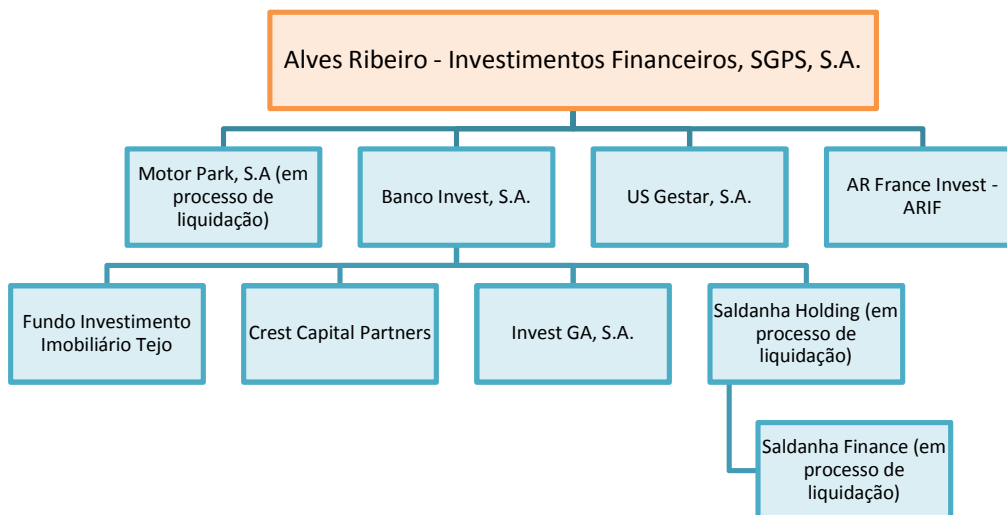 Alves Ribeiro - Investimentos Financeiros, SGPS, S.A.
Motor Park, S.A (em
processo de
liquidação)
Banco Invest, S.A.
US Gestar, S.A.
AR France Invest -
ARIF
Fundo Investimento
Imobiliário Tejo
Crest Capital Partners
Invest GA, S.A.
Saldanha Holding (em
processo de
liquidação)
Saldanha Finance (em
processo de
liquidação)